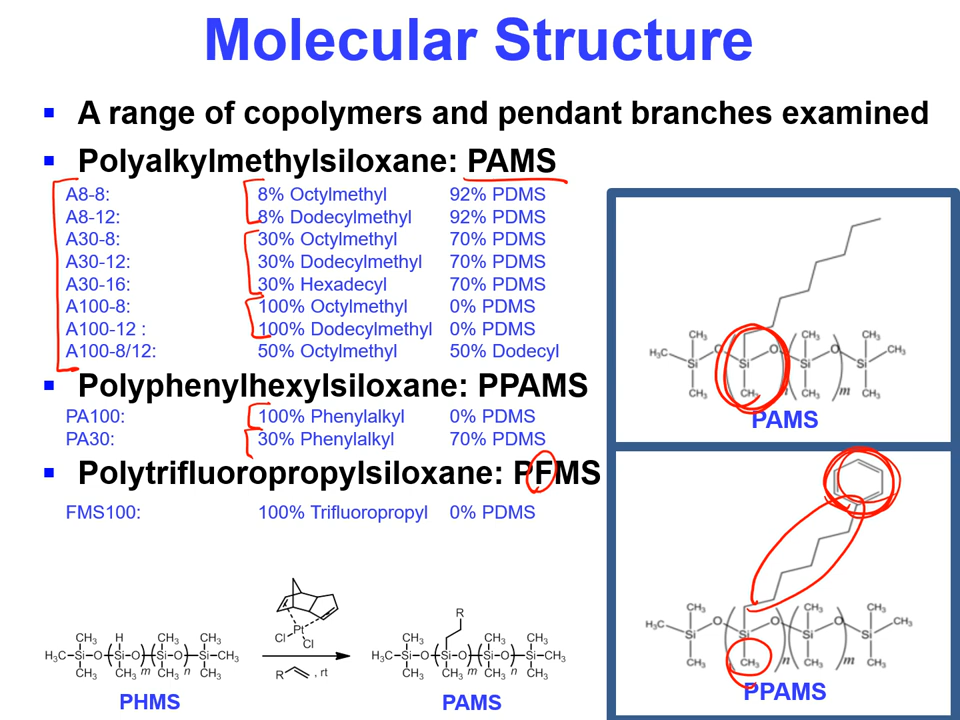 Molecular Structure
▪ A range of copolymers and pendant branches examined
▪ Polyalkylmethylsiloxane: PAMS
A8-8: 8% Octylmethyl 92% PDMS
A8-12: 8% Dodecylmethyl 92% PDMS
A30-8: 30% Octylmethyl 70% PDMS
A30-12: 30% Dodecylmethyl 70% PDMS
A30-16: 30% Hexadecyl 70% PDMS
A100-8: 100% Octylmethyl 0% PDMS
A100-12 : 100% Dodecylmethyl 0% PDMS
A100-8/12: 50% Octylmethyl 50% Dodecyl
▪ Polyphenylhexylsiloxane: PPAMS
PA100: 100% Phenylalkyl 0% PDMS
PA30: 30% Phenylalkyl 70% PDMS
▪ Polytrifluoropropylsiloxane: PFMS
FMS100: 100% Trifluoropropyl 0% PDMS
CH₃ CH₃ CH₃
H₃C Si O Si O Si O Si CH₃
CH₃ CH₃ n CH₃ m CH₃
PAMS
CH₃ CH₃ CH₃
H₃C Si O Si O Si O Si CH₃
CH₃ CH₃ n CH₃ m CH₃
PPAMS
CH₃ H CH₃ CH₃
H₃C Si O Si O Si O Si CH₃
CH₃ CH₃ m CH₃ n CH₃
PHMS
Pt
Cl Cl
R , rt
R
CH₃ CH₃ CH₃
H₃C Si O Si O Si O Si CH₃
CH₃ CH₃ m CH₃ n CH₃
PAMS